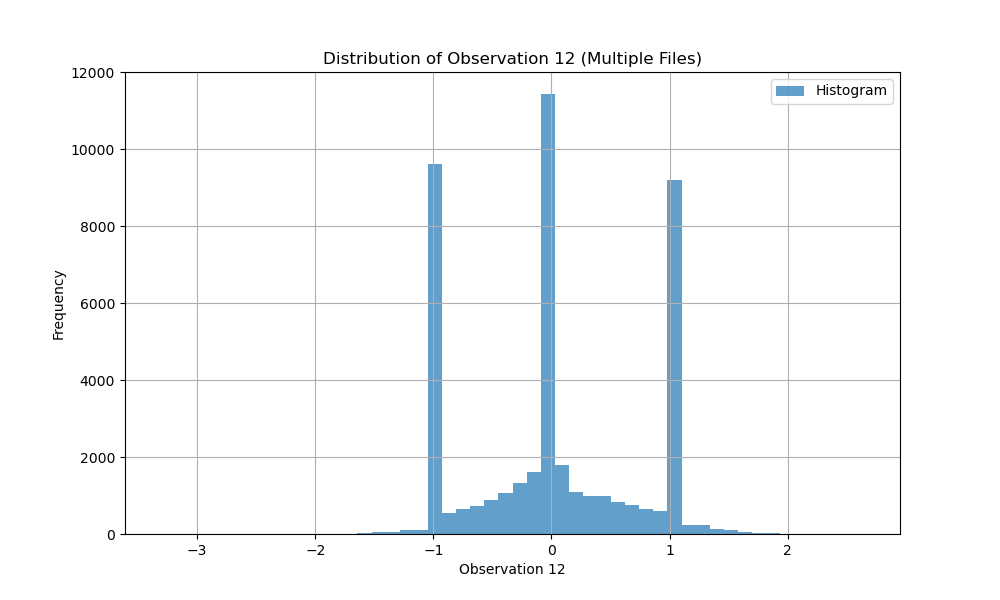 Distribution of Observation 12 (Multiple Files)
Histogram
12000
10000
8000
6000
4000
2000
0
Frequency
−3 −2 −1 0 1 2
Observation 12